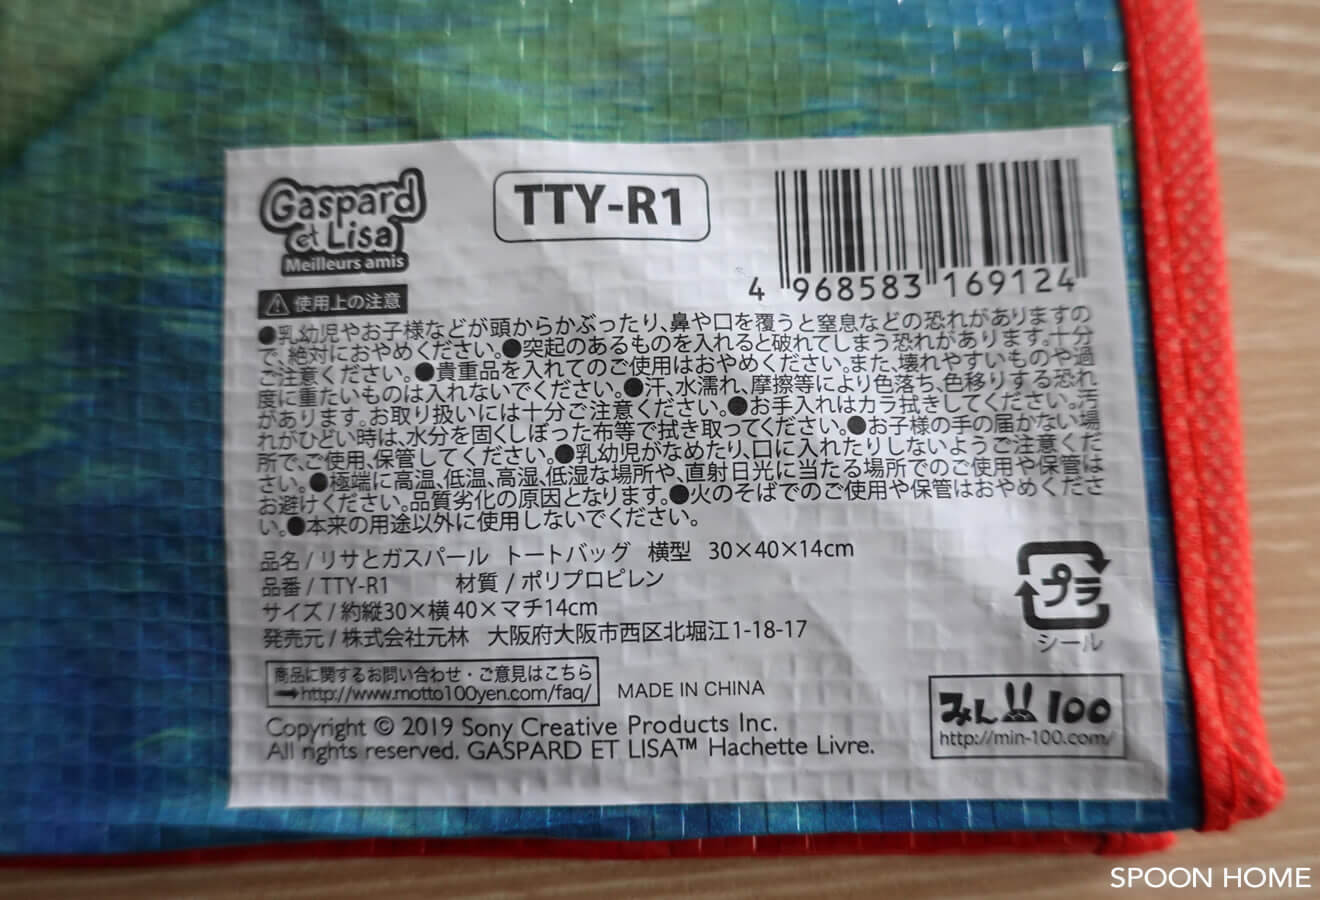 Gaspard
et Lisa
Meilleurs amis
TTY-R1
4 968583 169124
使用上の注意
●乳幼児やお子様などが頭からかぶったり、鼻や口を覆うと窒息などの恐れがありますの
で、絶対におやめください。●突起のあるものを入れると破れてしまう恐れがあります。十分
ご注意ください。●貴重品を入れてのご使用はおやめください。また、壊れやすいものや過
度に重たいものは入れないでください。●汗、水濡れ、摩擦等により色落ち、色移りする恐れ
があります。お取り扱いには十分ご注意ください。●お手入れはカラ拭きしてください。汚
れがひどい時は、水分を固くしぼった布等で拭き取ってください。●お子様の手の届かない場
所で、ご使用、保管してください。●乳幼児がなめたり、口に入れたりしないようご注意くだ
さい。●極端に高温、低温、高湿、低湿な場所や、直射日光に当たる場所でのご使用や保管は
お避けください。品質劣化の原因となります。●火のそばでのご使用や保管はおやめくださ
い。●本来の用途以外に使用しないでください。
品名/リサとガスパール トートバッグ 横型 30×40×14cm
品番/TTY-R1 材質/ポリプロピレン
サイズ/約縦30×横40×マチ14cm
発売元/株式会社元林 大阪府大阪市西区北堀江1-18-17
プラ
シール
商品に関するお問い合わせ・ご意見はこちら
➡http://www.motto100yen.com/faq/
MADE IN CHINA
Copyright © 2019 Sony Creative Products Inc.
All rights reserved. GASPARD ET LISA™ Hachette Livre.
みん100
http://min-100.com/
SPOON HOME